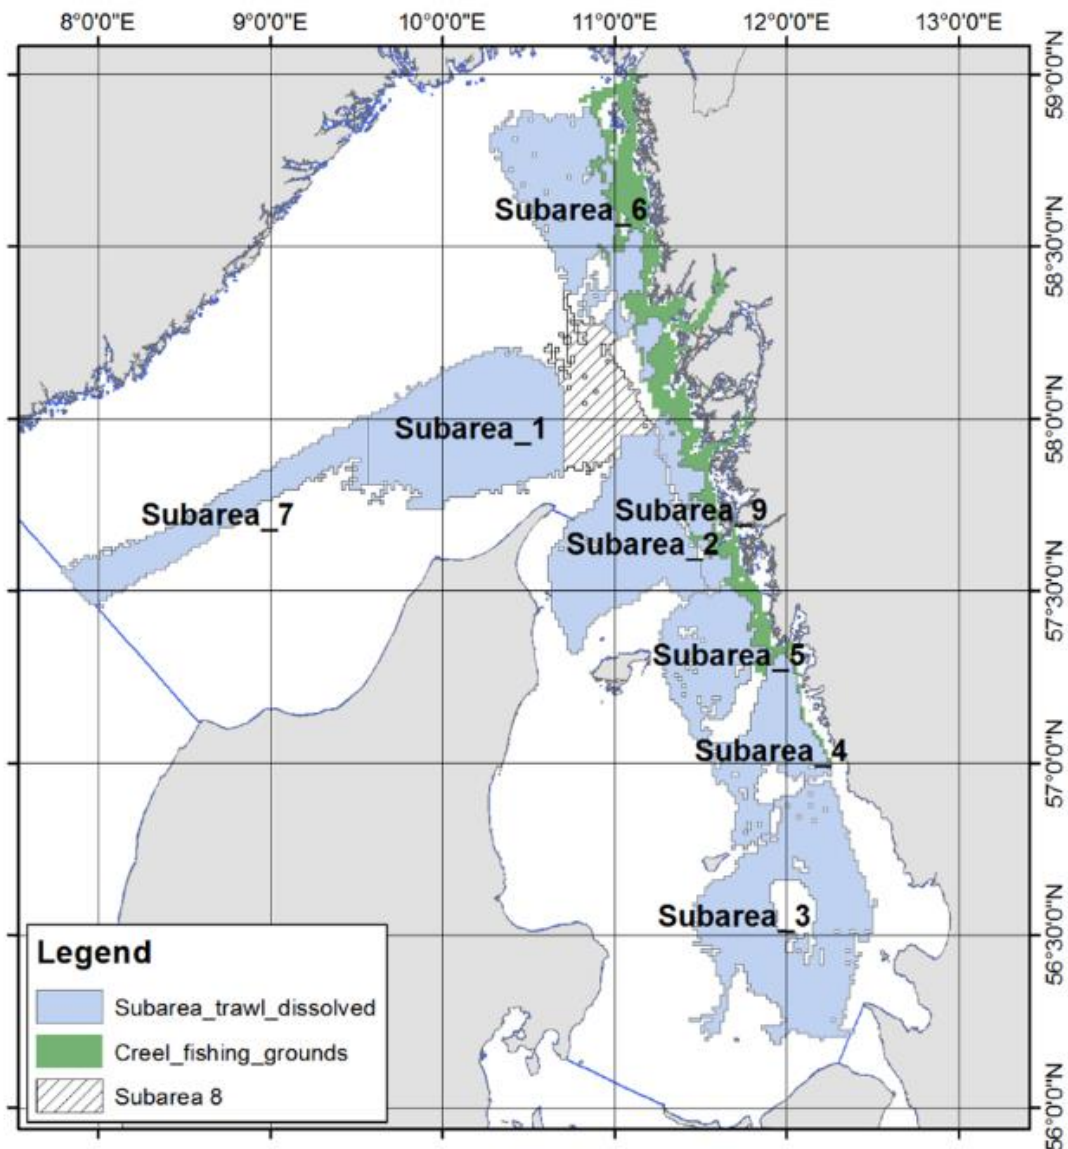 8°0'0"E 9°0'0"E 10°0'0"E 11°0'0"E 12°0'0"E 13°0'0"E
59°0'0"N
Subarea_6
58°30'0"N
58°0'0"N
Subarea_1
Subarea_7
Subarea_9
Subarea_2
57°30'0"N
Subarea_5
Subarea_4
57°0'0"N
Subarea_3
56°30'0"N
Legend
Subarea_trawl_dissolved
Creel_fishing_grounds
Subarea 8
56°0'0"N